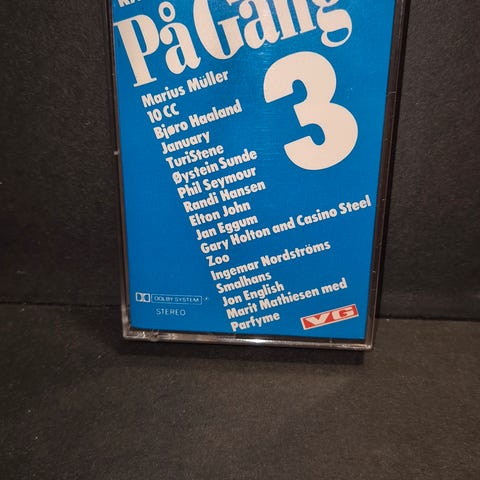 På Gang
3
Marius Müller
10 CC
Bjøro Haaland
January
TuriStene
Øystein Sunde
Phil Seymour
Randi Hansen
Elton John
Jan Eggum
Gary Holton and Casino Steel
Zoo
Ingemar Nordströms
Smalhans
Jon English
Marit Mathiesen med
Parfyme
DOLBY SYSTEM
STEREO
VG